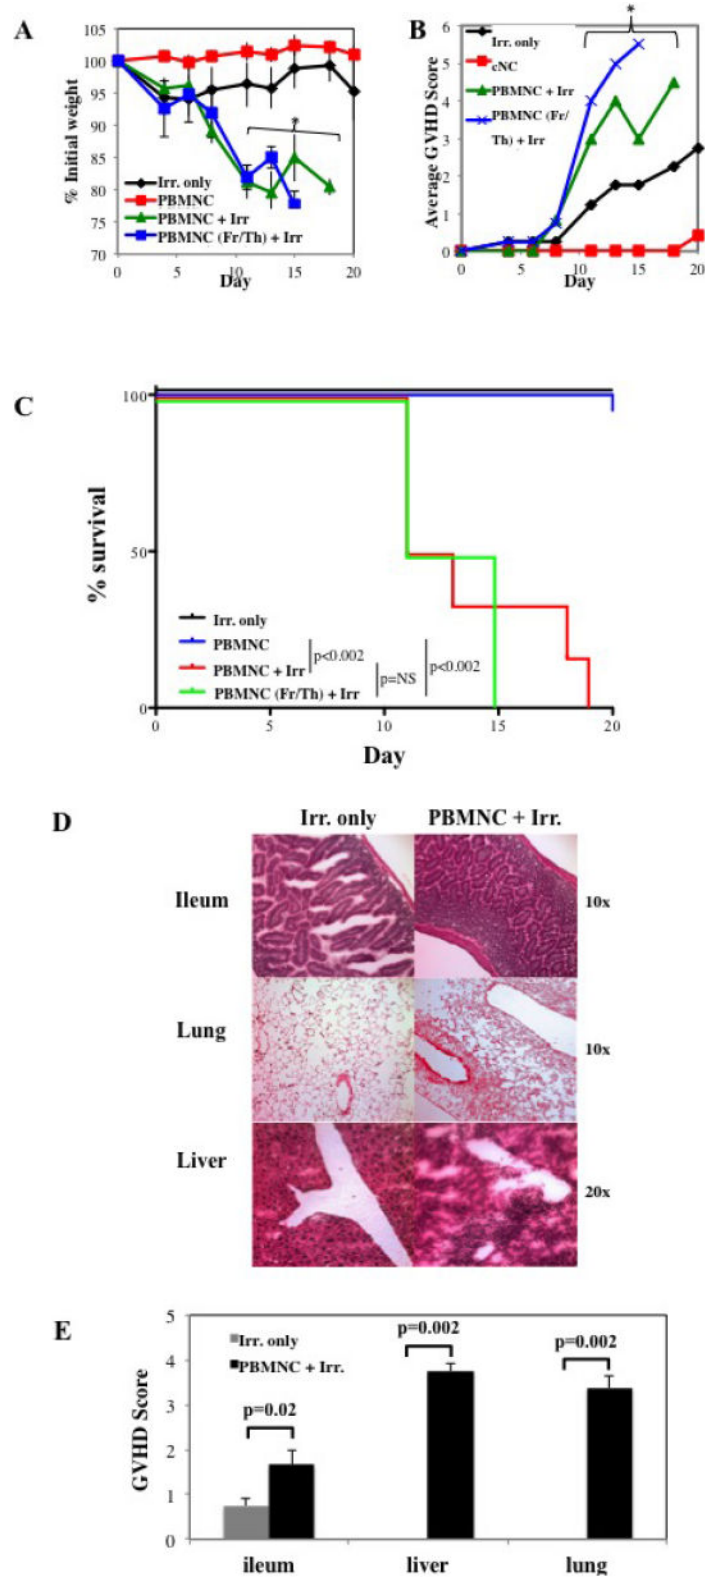 A
% Initial weight
105
100
95
90
85
80
75
70
*
Irr. only
PBMNC
PBMNC + Irr
PBMNC (Fr/Th) + Irr
0 5 10 15 20
Day
B
Average GVHD Score
6
5
4
3
2
1
0
*
Irr. only
cNC
PBMNC + Irr
PBMNC (Fr/
Th) + Irr
0 5 10 15 20
Day
C
% survival
100
50
0
Irr. only
PBMNC
PBMNC + Irr
PBMNC (Fr/Th) + Irr
p<0.002
p=NS
p<0.002
0 5 10 15 20
Day
D
Irr. only PBMNC + Irr.
Ileum 10x
Lung 10x
Liver 20x
E
GVHD Score
5
4
3
2
1
0
Irr. only
PBMNC + Irr.
p=0.02
p=0.002
p=0.002
ileum liver lung